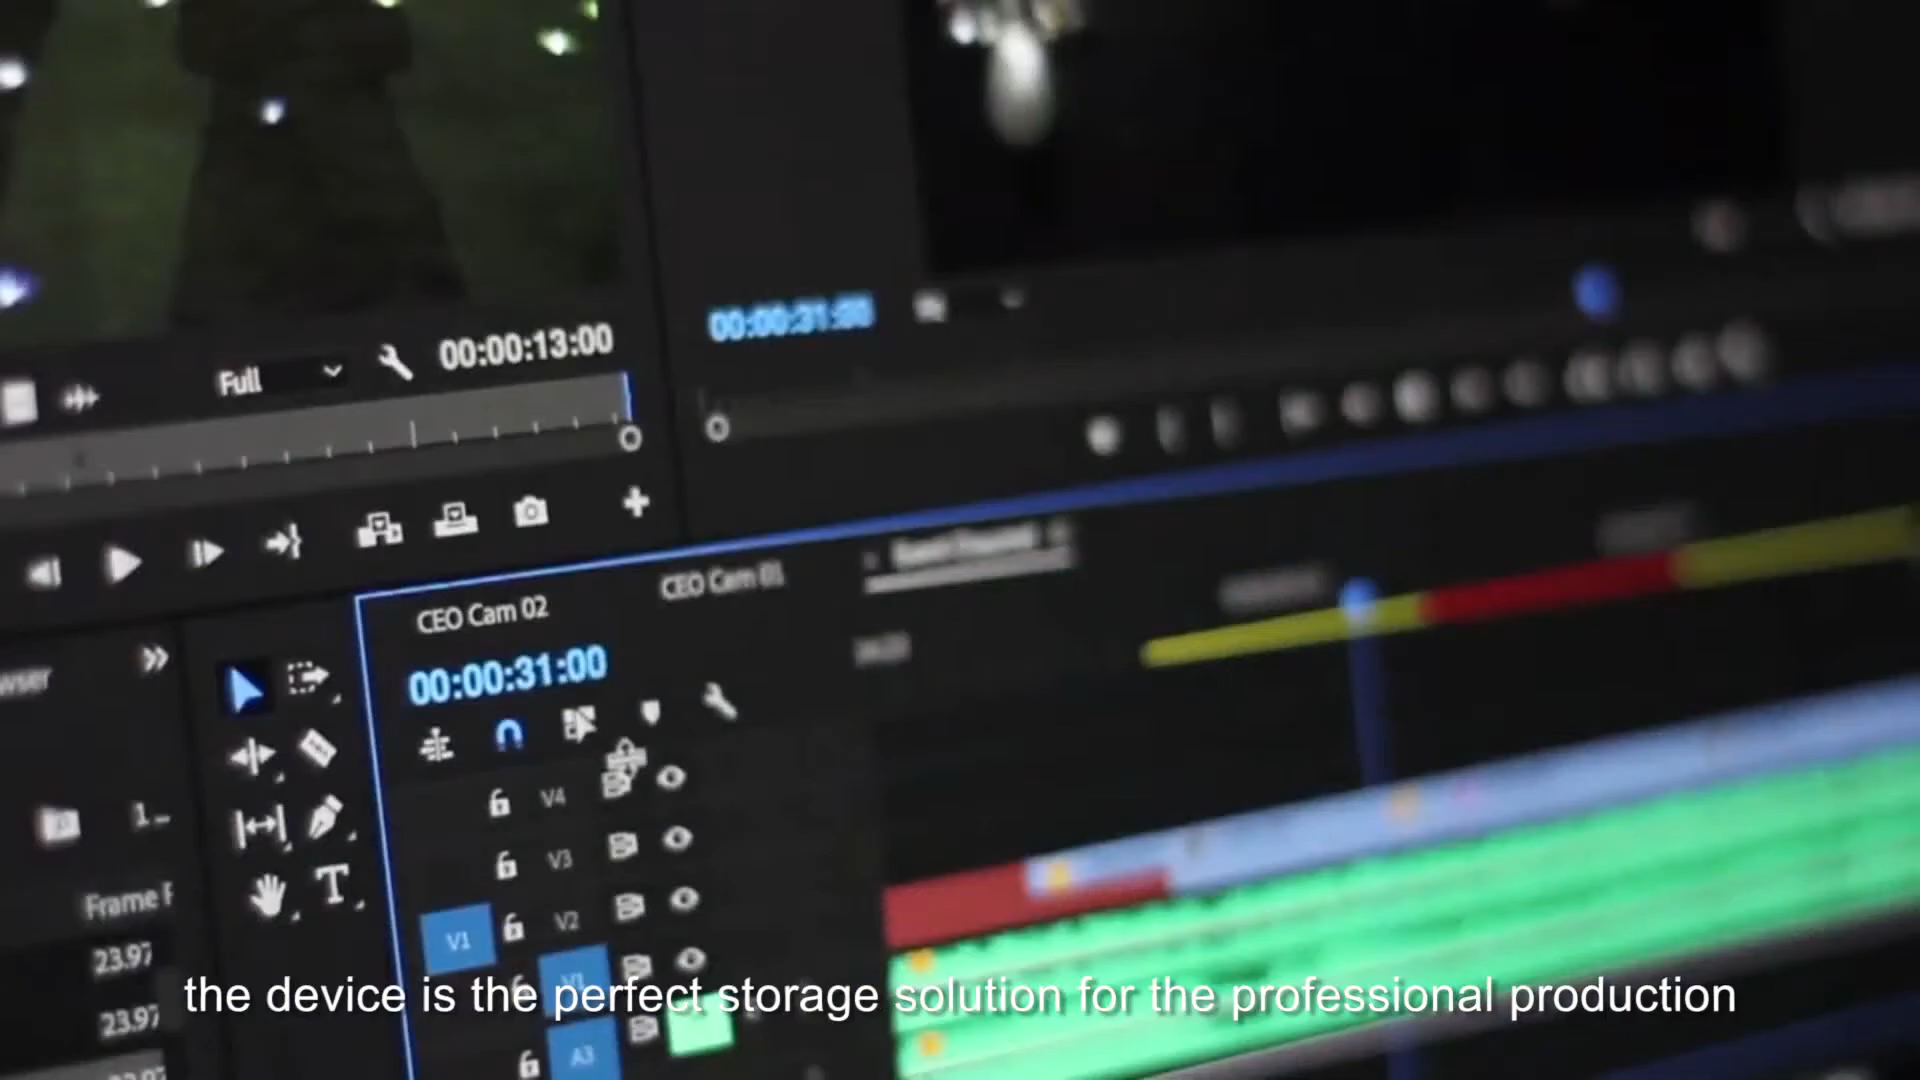 Full
00:00:13:00
00:00:31:00
CEO Cam 02
CEO Cam 01
00:00:31:00
V4
V3
V1
V2
V1
A3
Frame
23.97
23.97
the device is the perfect storage solution for the professional production